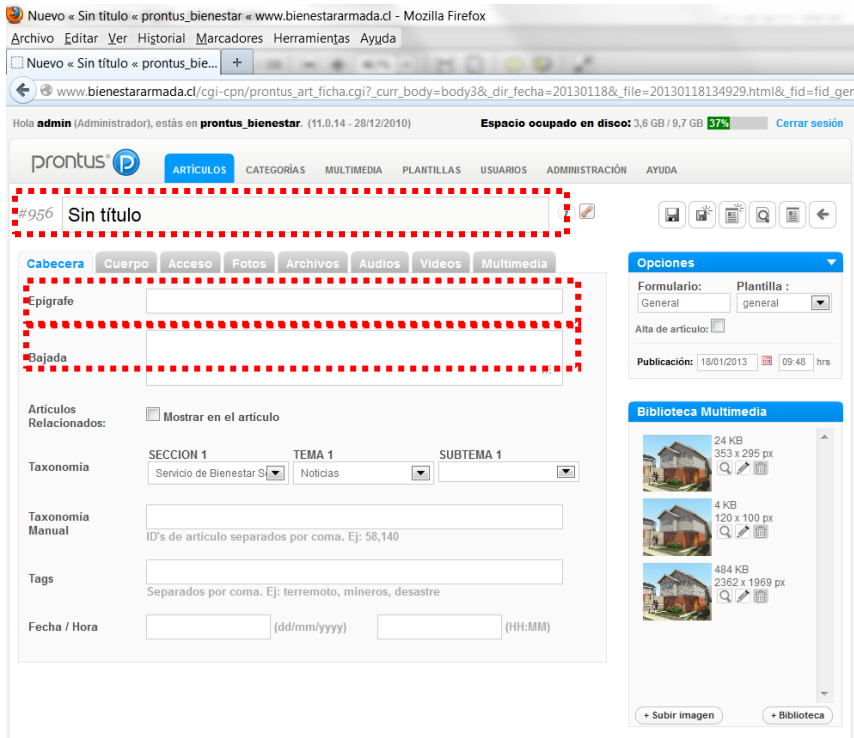 Nuevo « Sin título « prontus_bienestar « www.bienestararmada.cl - Mozilla Firefox
Archivo Editar Ver Historial Marcadores Herramientas Ayuda
Nuevo « Sin título « prontus_bie... +
www.bienestararmada.cl/cgi-cpn/prontus_art_ficha.cgi?_curr_body=body3&_dir_fecha=20130118&_file=20130118134929.html&_fid=fid_ger
Hola admin (Administrador), estás en prontus_bienestar. (11.0.14 - 28/12/2010) Espacio ocupado en disco: 3,6 GB / 9,7 GB 37% Cerrar sesión
prontus P ARTÍCULOS CATEGORÍAS MULTIMEDIA PLANTILLAS USUARIOS ADMINISTRACIÓN AYUDA
#956 Sin título
Cabecera Cuerpo Acceso Fotos Archivos Audios Videos Multimedia
Epígrafe
Bajada
Artículos
Relacionados:
Mostrar en el artículo
Taxonomía
SECCION 1 TEMA 1 SUBTEMA 1
Servicio de Bienestar S Noticias
Taxonomía
Manual
ID's de artículo separados por coma. Ej: 58,140
Tags
Separados por coma. Ej: terremoto, mineros, desastre
Fecha / Hora (dd/mm/yyyy) (HH:MM)
Opciones
Formulario: Plantilla :
General general
Alta de artículo:
Publicación: 18/01/2013 09:48 hrs
Biblioteca Multimedia
24 KB
353 x 295 px
4 KB
120 x 100 px
484 KB
2362 x 1969 px
+ Subir imagen + Biblioteca